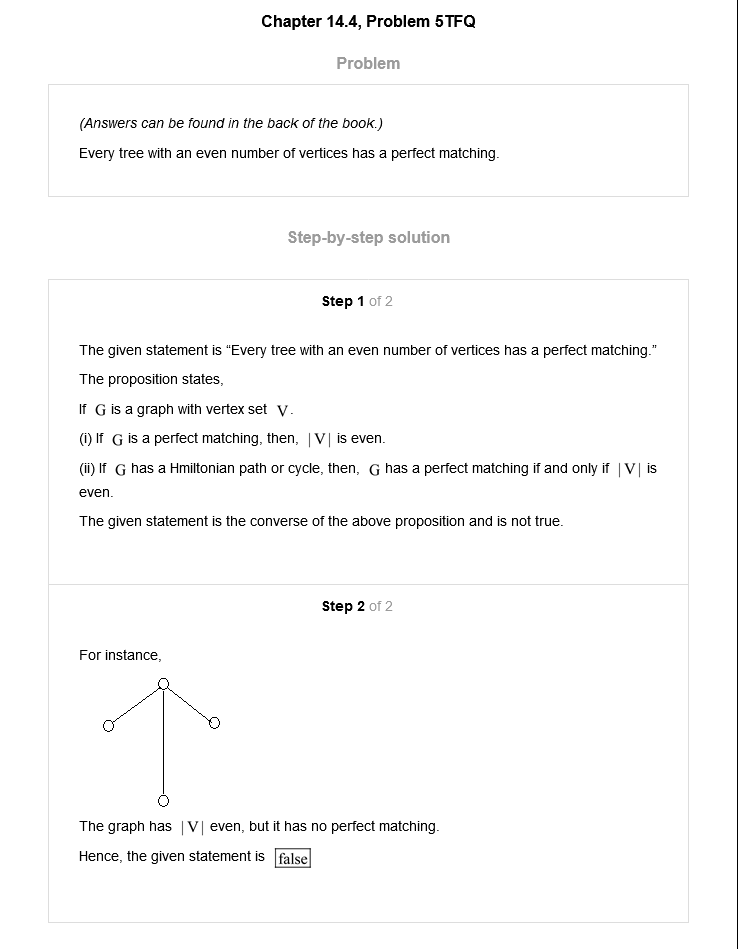 Chapter 14.4, Problem 5TFQ
Problem
(Answers can be found in the back of the book.)
Every tree with an even number of vertices has a perfect matching.
Step-by-step solution
Step 1 of 2
The given statement is “Every tree with an even number of vertices has a perfect matching.”
The proposition states,
If G is a graph with vertex set V.
(i) If G is a perfect matching, then, |V| is even.
(ii) If G has a Hmiltonian path or cycle, then, G has a perfect matching if and only if |V| is
even.
The given statement is the converse of the above proposition and is not true.
Step 2 of 2
For instance,
The graph has |V| even, but it has no perfect matching.
Hence, the given statement is false